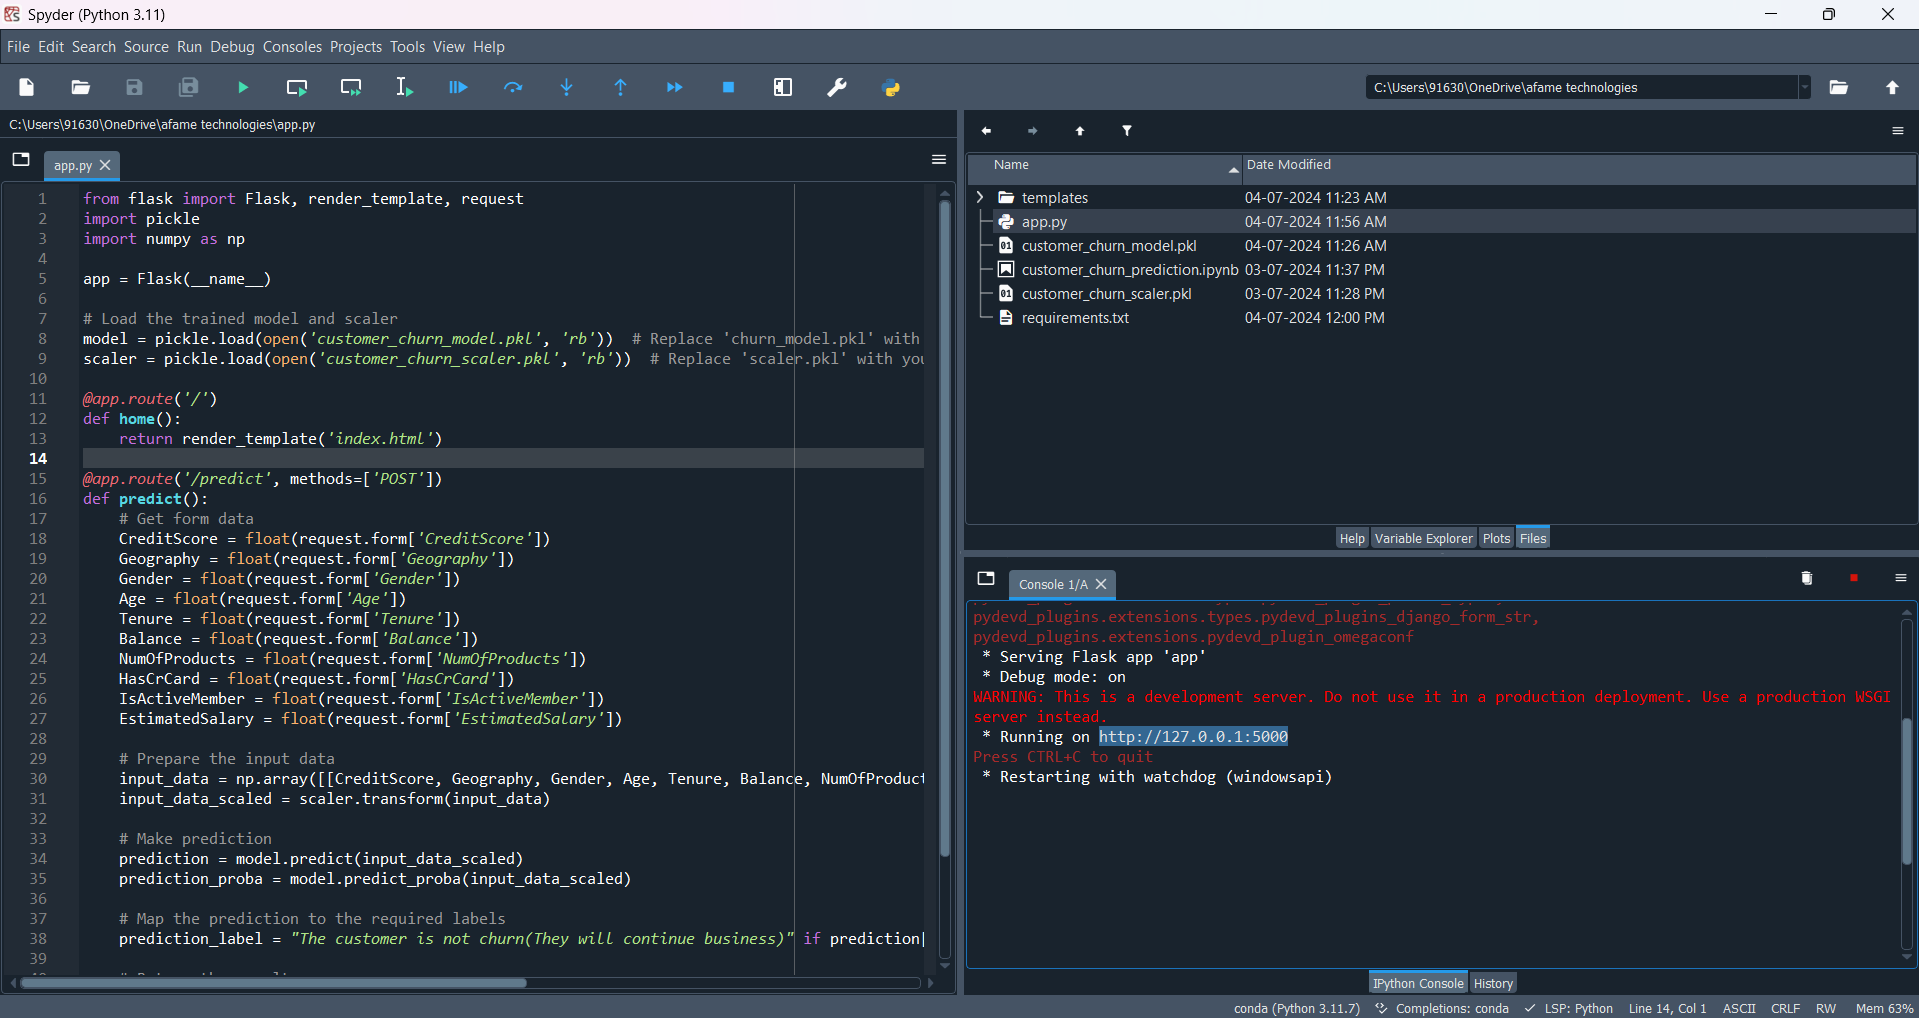 Spyder (Python 3.11)
File Edit Search Source Run Debug Consoles Projects Tools View Help
C:\Users\91630\OneDrive\afame technologies
C:\Users\91630\OneDrive\afame technologies\app.py
app.py
1 from flask import Flask, render_template, request
2 import pickle
3 import numpy as np
4
5 app = Flask(__name__)
6
7 # Load the trained model and scaler
8 model = pickle.load(open('customer_churn_model.pkl', 'rb')) # Replace 'churn_model.pkl' with
9 scaler = pickle.load(open('customer_churn_scaler.pkl', 'rb')) # Replace 'scaler.pkl' with you
10
11 @app.route('/')
12 def home():
13 return render_template('index.html')
14
15 @app.route('/predict', methods=['POST'])
16 def predict():
17 # Get form data
18 CreditScore = float(request.form['CreditScore'])
19 Geography = float(request.form['Geography'])
20 Gender = float(request.form['Gender'])
21 Age = float(request.form['Age'])
22 Tenure = float(request.form['Tenure'])
23 Balance = float(request.form['Balance'])
24 NumOfProducts = float(request.form['NumOfProducts'])
25 HasCrCard = float(request.form['HasCrCard'])
26 IsActiveMember = float(request.form['IsActiveMember'])
27 EstimatedSalary = float(request.form['EstimatedSalary'])
28
29 # Prepare the input data
30 input_data = np.array([[CreditScore, Geography, Gender, Age, Tenure, Balance, NumOfProduct
31 input_data_scaled = scaler.transform(input_data)
32
33 # Make prediction
34 prediction = model.predict(input_data_scaled)
35 prediction_proba = model.predict_proba(input_data_scaled)
36
37 # Map the prediction to the required labels
38 prediction_label = "The customer is not churn(They will continue business)" if prediction[
39
Name Date Modified
templates 04-07-2024 11:23 AM
app.py 04-07-2024 11:56 AM
customer_churn_model.pkl 04-07-2024 11:26 AM
customer_churn_prediction.ipynb 03-07-2024 11:37 PM
customer_churn_scaler.pkl 03-07-2024 11:28 PM
requirements.txt 04-07-2024 12:00 PM
Help Variable Explorer Plots Files
Console 1/A
pydevd_plugins.extensions.types.pydevd_plugins_django_form_str,
pydevd_plugins.extensions.pydevd_plugin_omegaconf
* Serving Flask app 'app'
* Debug mode: on
WARNING: This is a development server. Do not use it in a production deployment. Use a production WSGI
server instead.
* Running on http://127.0.0.1:5000
Press CTRL+C to quit
* Restarting with watchdog (windowsapi)
IPython Console History
conda (Python 3.11.7) Completions: conda LSP: Python Line 14, Col 1 ASCII CRLF RW Mem 63%